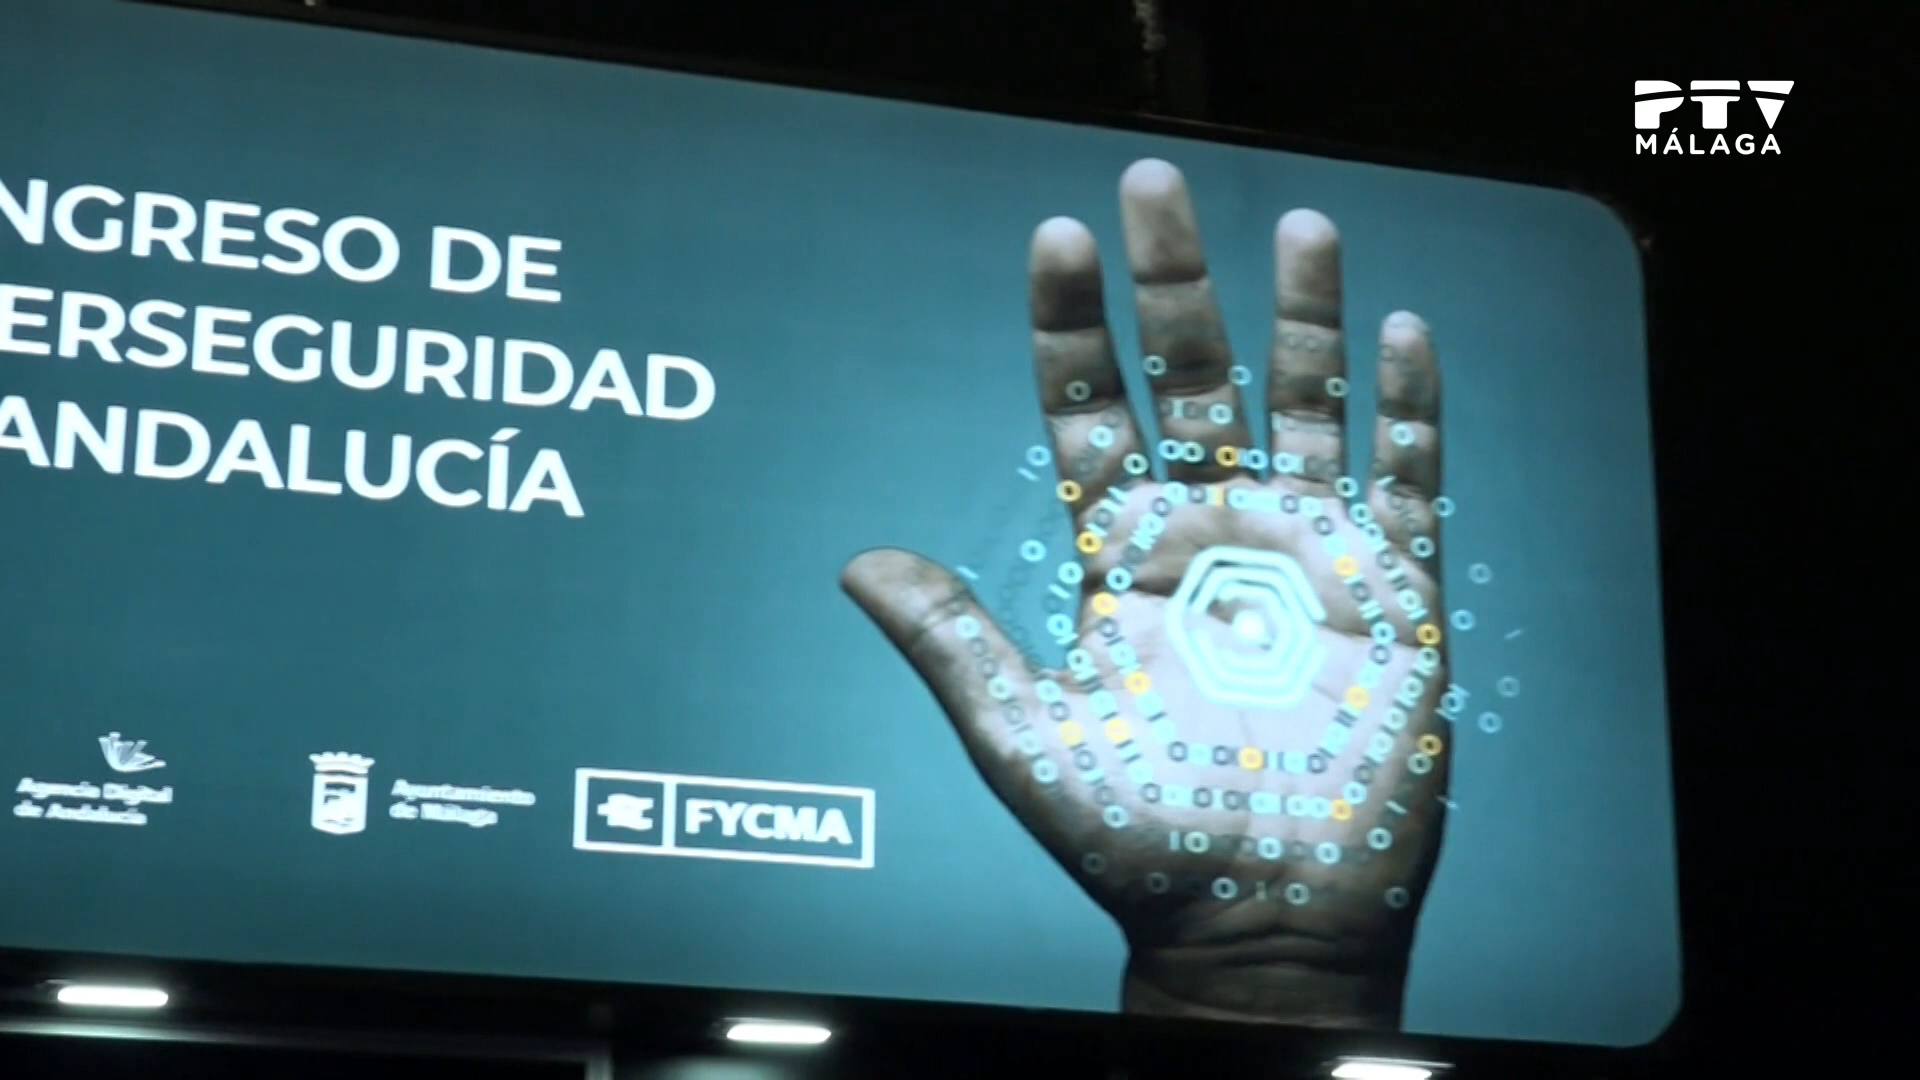 NGRESO DE
ERSEGURIDAD
ANDALUCÍA
Agencia Digital
de Andalucía
Ayuntamiento
de Málaga
FYCMA
PTV
MÁLAGA